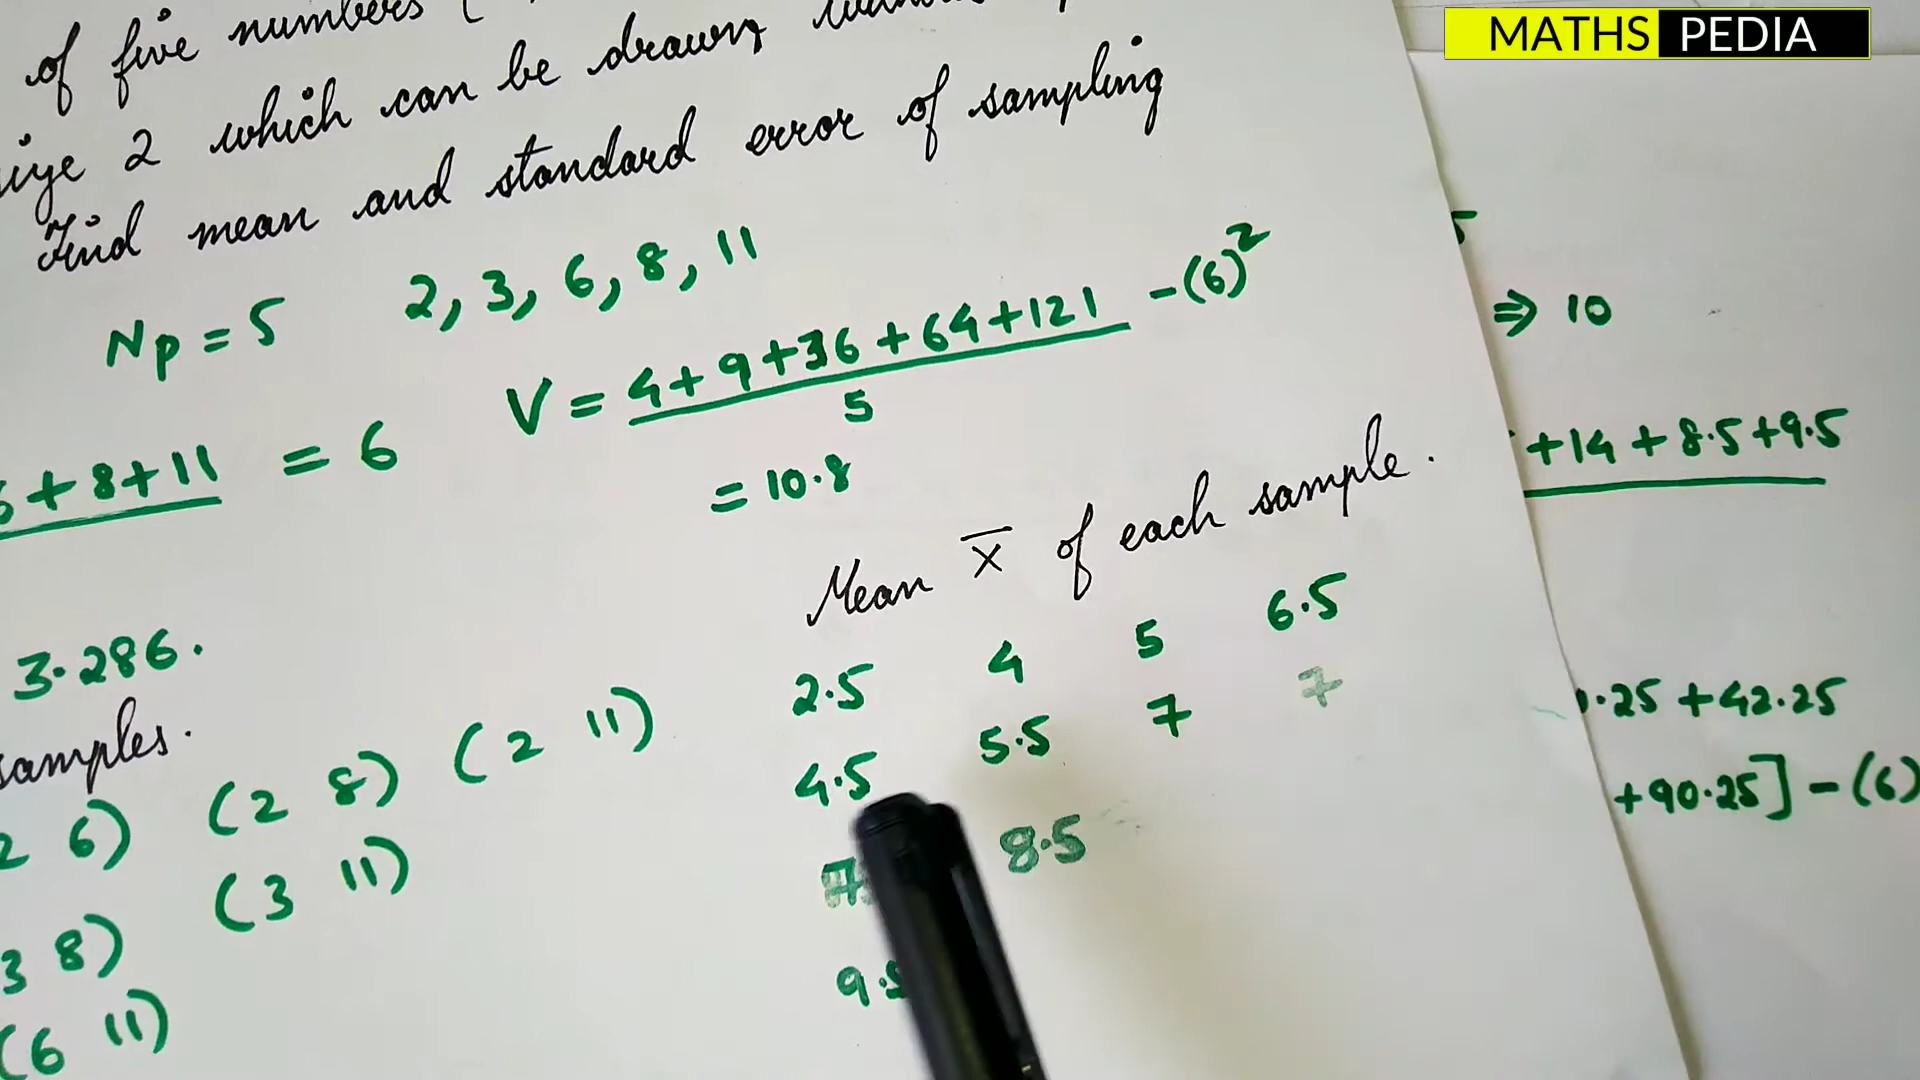 MATHS PEDIA
of five numbers (
size 2 which can be drawn
Find mean and standard error of sampling
Np = 5 2, 3, 6, 8, 11
V = 4+9+36+64+121 - (6)²
5
+ 8 + 11 = 6
= 10.8
3.286.
samples.
Mean x̄ of each sample.
2.5 4 5 6.5
4.5 5.5 7 7
7 8.5
9.5
2 6) (2 8) (2 11)
3 8) (3 11)
(6 11)
⇒ 10
+14 + 8.5+9.5
.25 +42.25
+90.25] - (6)